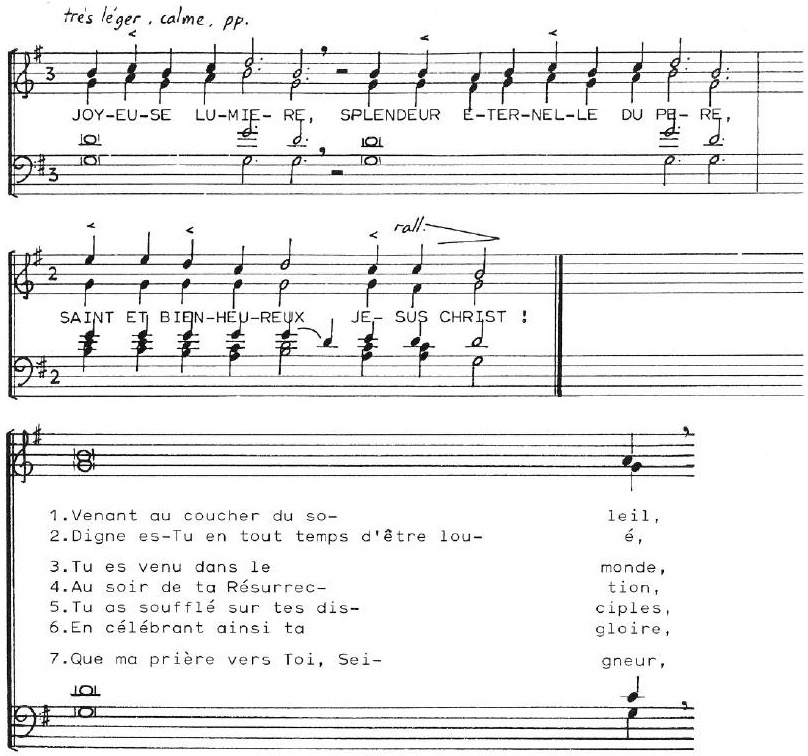 très léger, calme, pp.
JOY-EU-SE LU-MIE- RE, SPLENDEUR E-TER-NEL-LE DU PE- RE,
rall.
SAINT ET BIEN-HEU-REUX JE- SUS CHRIST !
1.Venant au coucher du so- leil,
2.Digne es-Tu en tout temps d'être lou- é,
3.Tu es venu dans le monde,
4.Au soir de ta Résurrec- tion,
5.Tu as soufflé sur tes dis- ciples,
6.En célébrant ainsi ta gloire,
7.Que ma prière vers Toi, Sei- gneur,